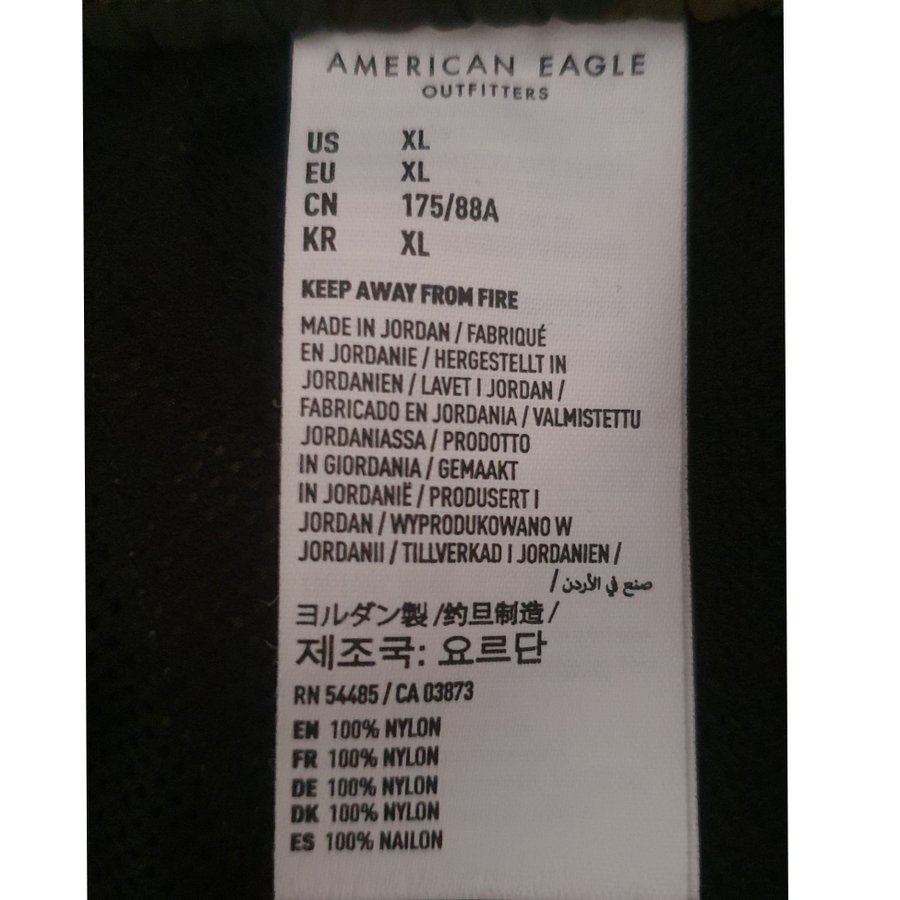 AMERICAN EAGLE
OUTFITTERS
US XL
EU XL
CN 175/88A
KR XL
KEEP AWAY FROM FIRE
MADE IN JORDAN / FABRIQUÉ
EN JORDANIE / HERGESTELLT IN
JORDANIEN / LAVET I JORDAN /
FABRICADO EN JORDANIA / VALMISTETTU
JORDANIASSA / PRODOTTO
IN GIORDANIA / GEMAAKT
IN JORDANIË / PRODUSERT I
JORDAN / WYPRODUKOWANO W
JORDANII / TILLVERKAD I JORDANIEN /
صنع في الأردن /
ヨルダン製 /约旦制造 /
제조국: 요르단
RN 54485 / CA 03873
EN 100% NYLON
FR 100% NYLON
DE 100% NYLON
DK 100% NYLON
ES 100% NAILON